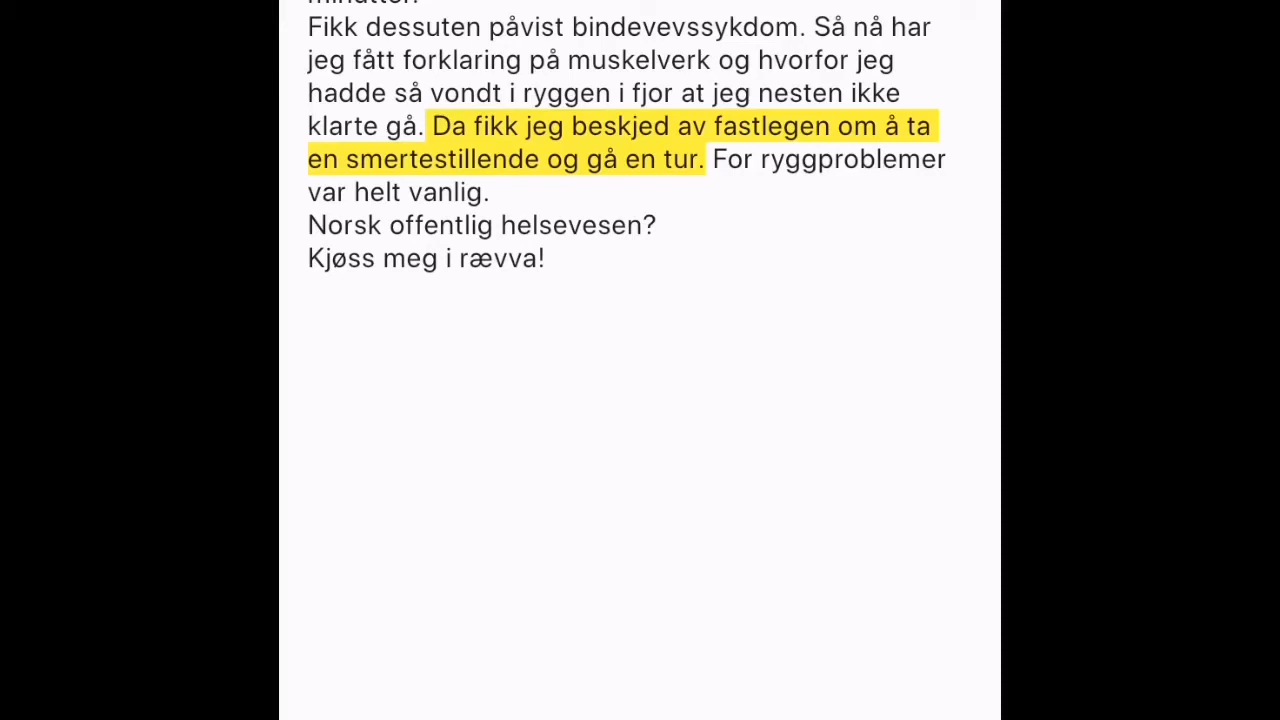 minutter.
Fikk dessuten påvist bindevevssykdom. Så nå har
jeg fått forklaring på muskelverk og hvorfor jeg
hadde så vondt i ryggen i fjor at jeg nesten ikke
klarte gå. Da fikk jeg beskjed av fastlegen om å ta
en smertestillende og gå en tur. For ryggproblemer
var helt vanlig.
Norsk offentlig helsevesen?
Kjøss meg i rævva!